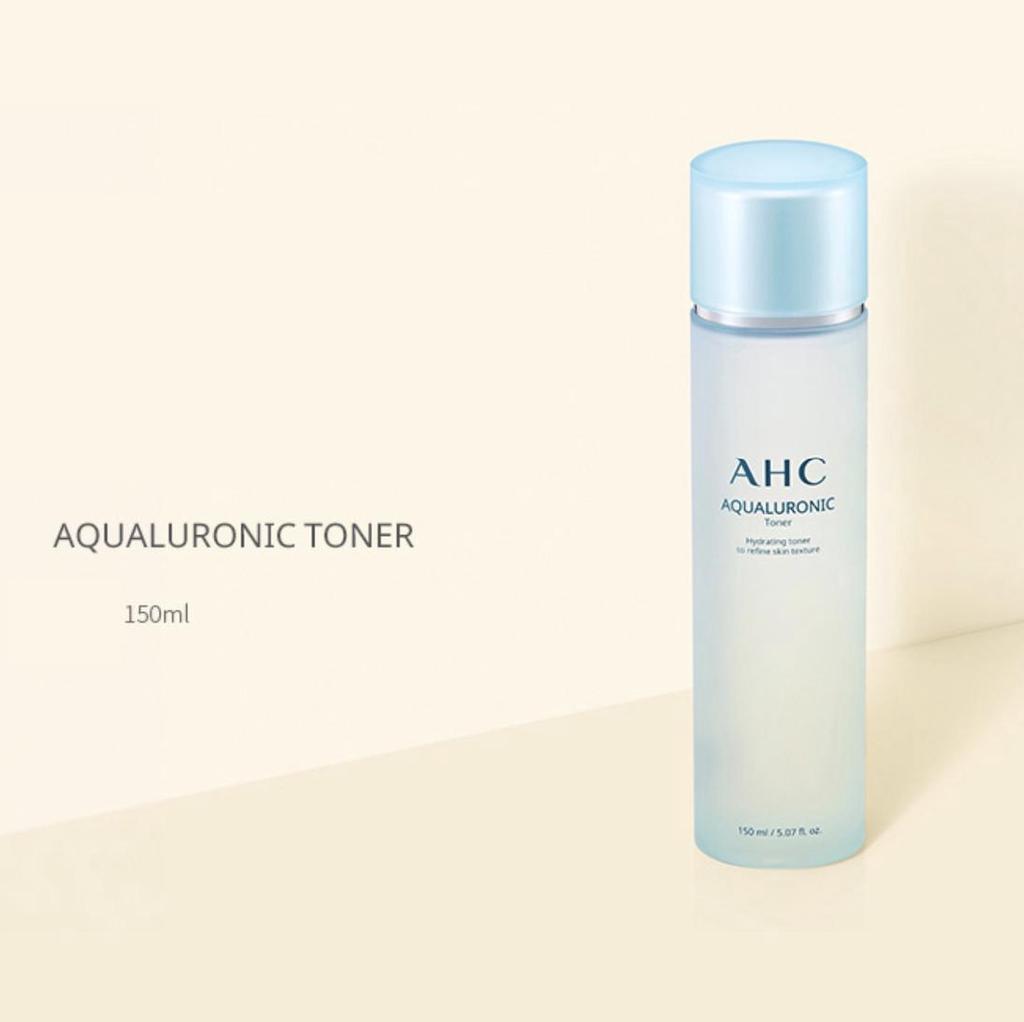 AQUALURONIC TONER
150ml
AHC
AQUALURONIC
Toner
Hydrating toner
to refine skin texture
150 ml / 5.07 fl. oz.